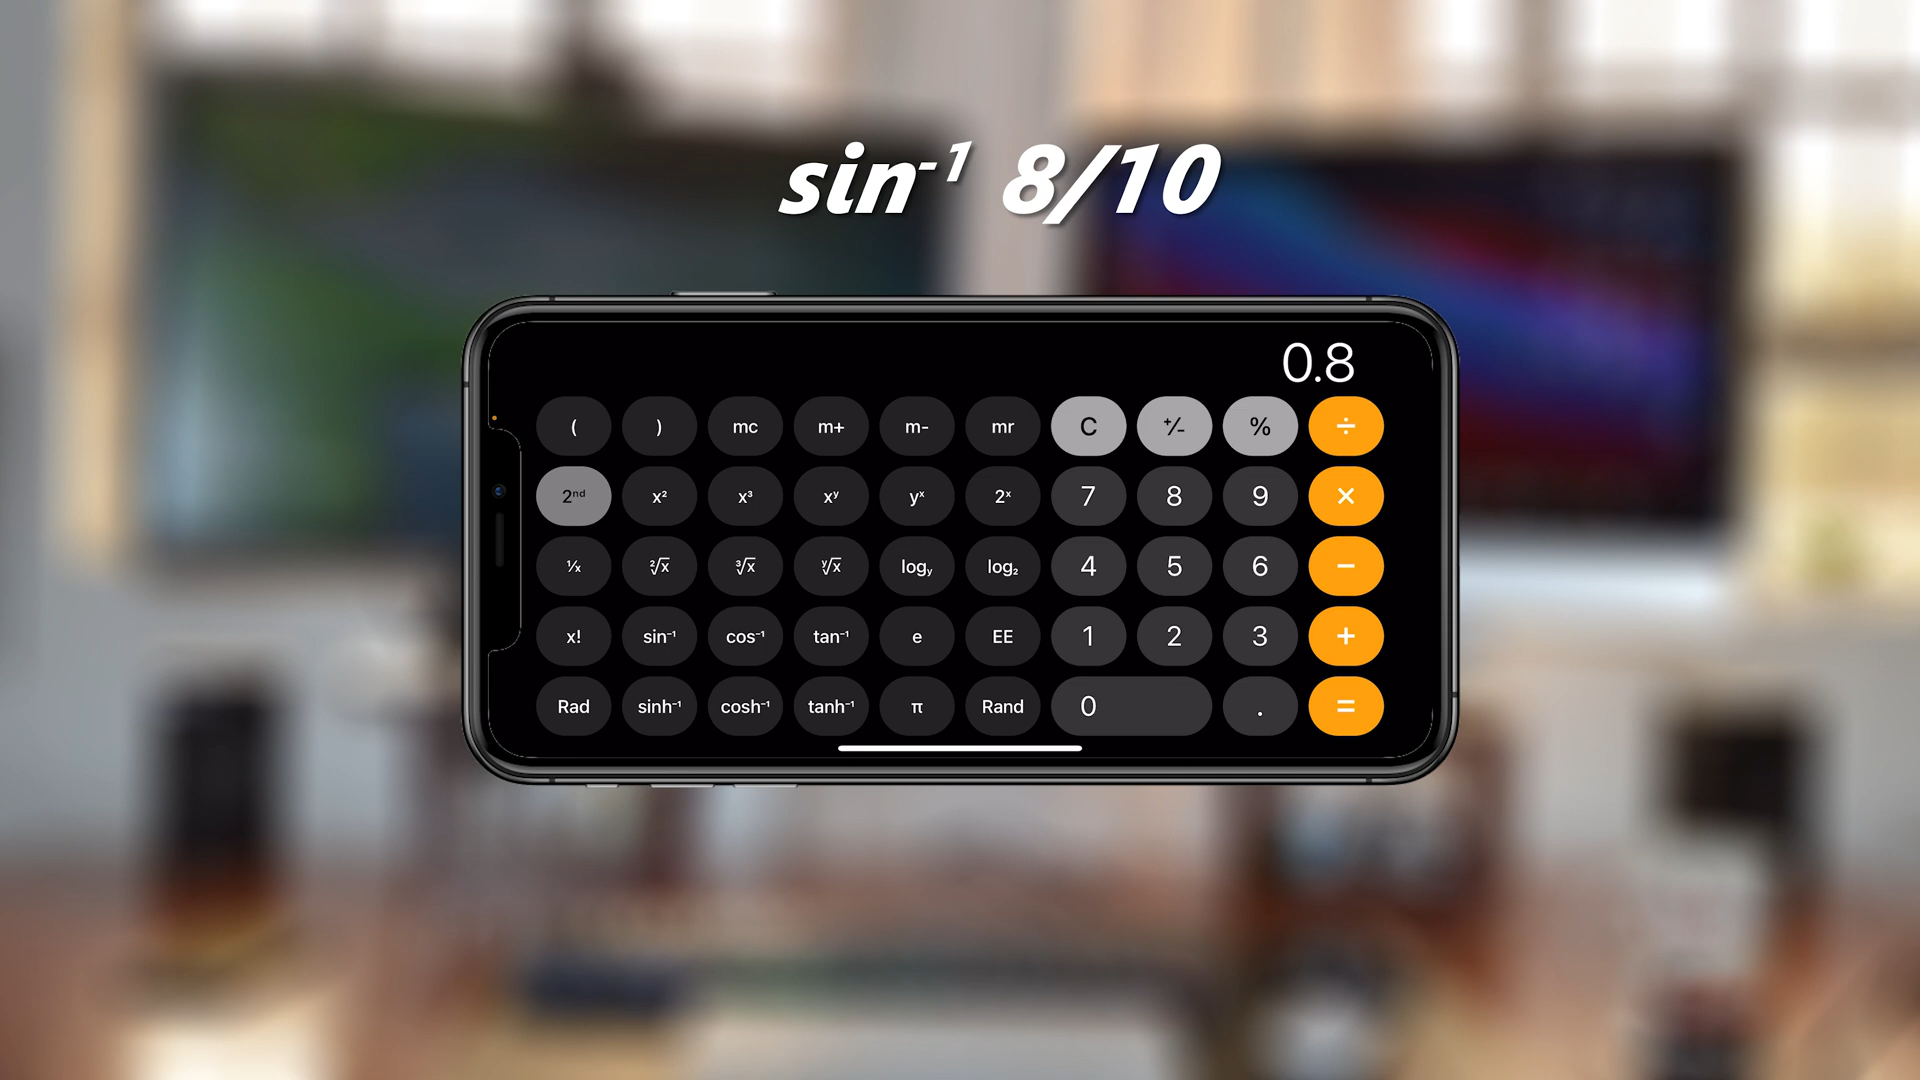 sin⁻¹ 8/10
0.8
( ) mc m+ m- mr C ⁺⁄₋ % ÷
2ⁿᵈ x² x³ xʸ yˣ 2ˣ 7 8 9 ×
¹⁄ₓ ²√x ³√x ʸ√x logᵧ log₂ 4 5 6 −
x! sin⁻¹ cos⁻¹ tan⁻¹ e EE 1 2 3 +
Rad sinh⁻¹ cosh⁻¹ tanh⁻¹ π Rand 0 . =